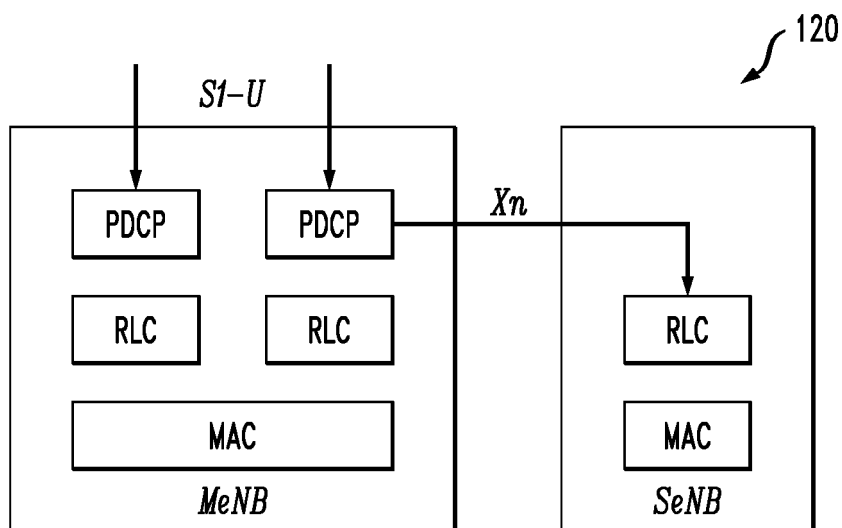 120
S1-U
PDCP PDCP
Xn
RLC RLC RLC
MAC MAC
MeNB SeNB